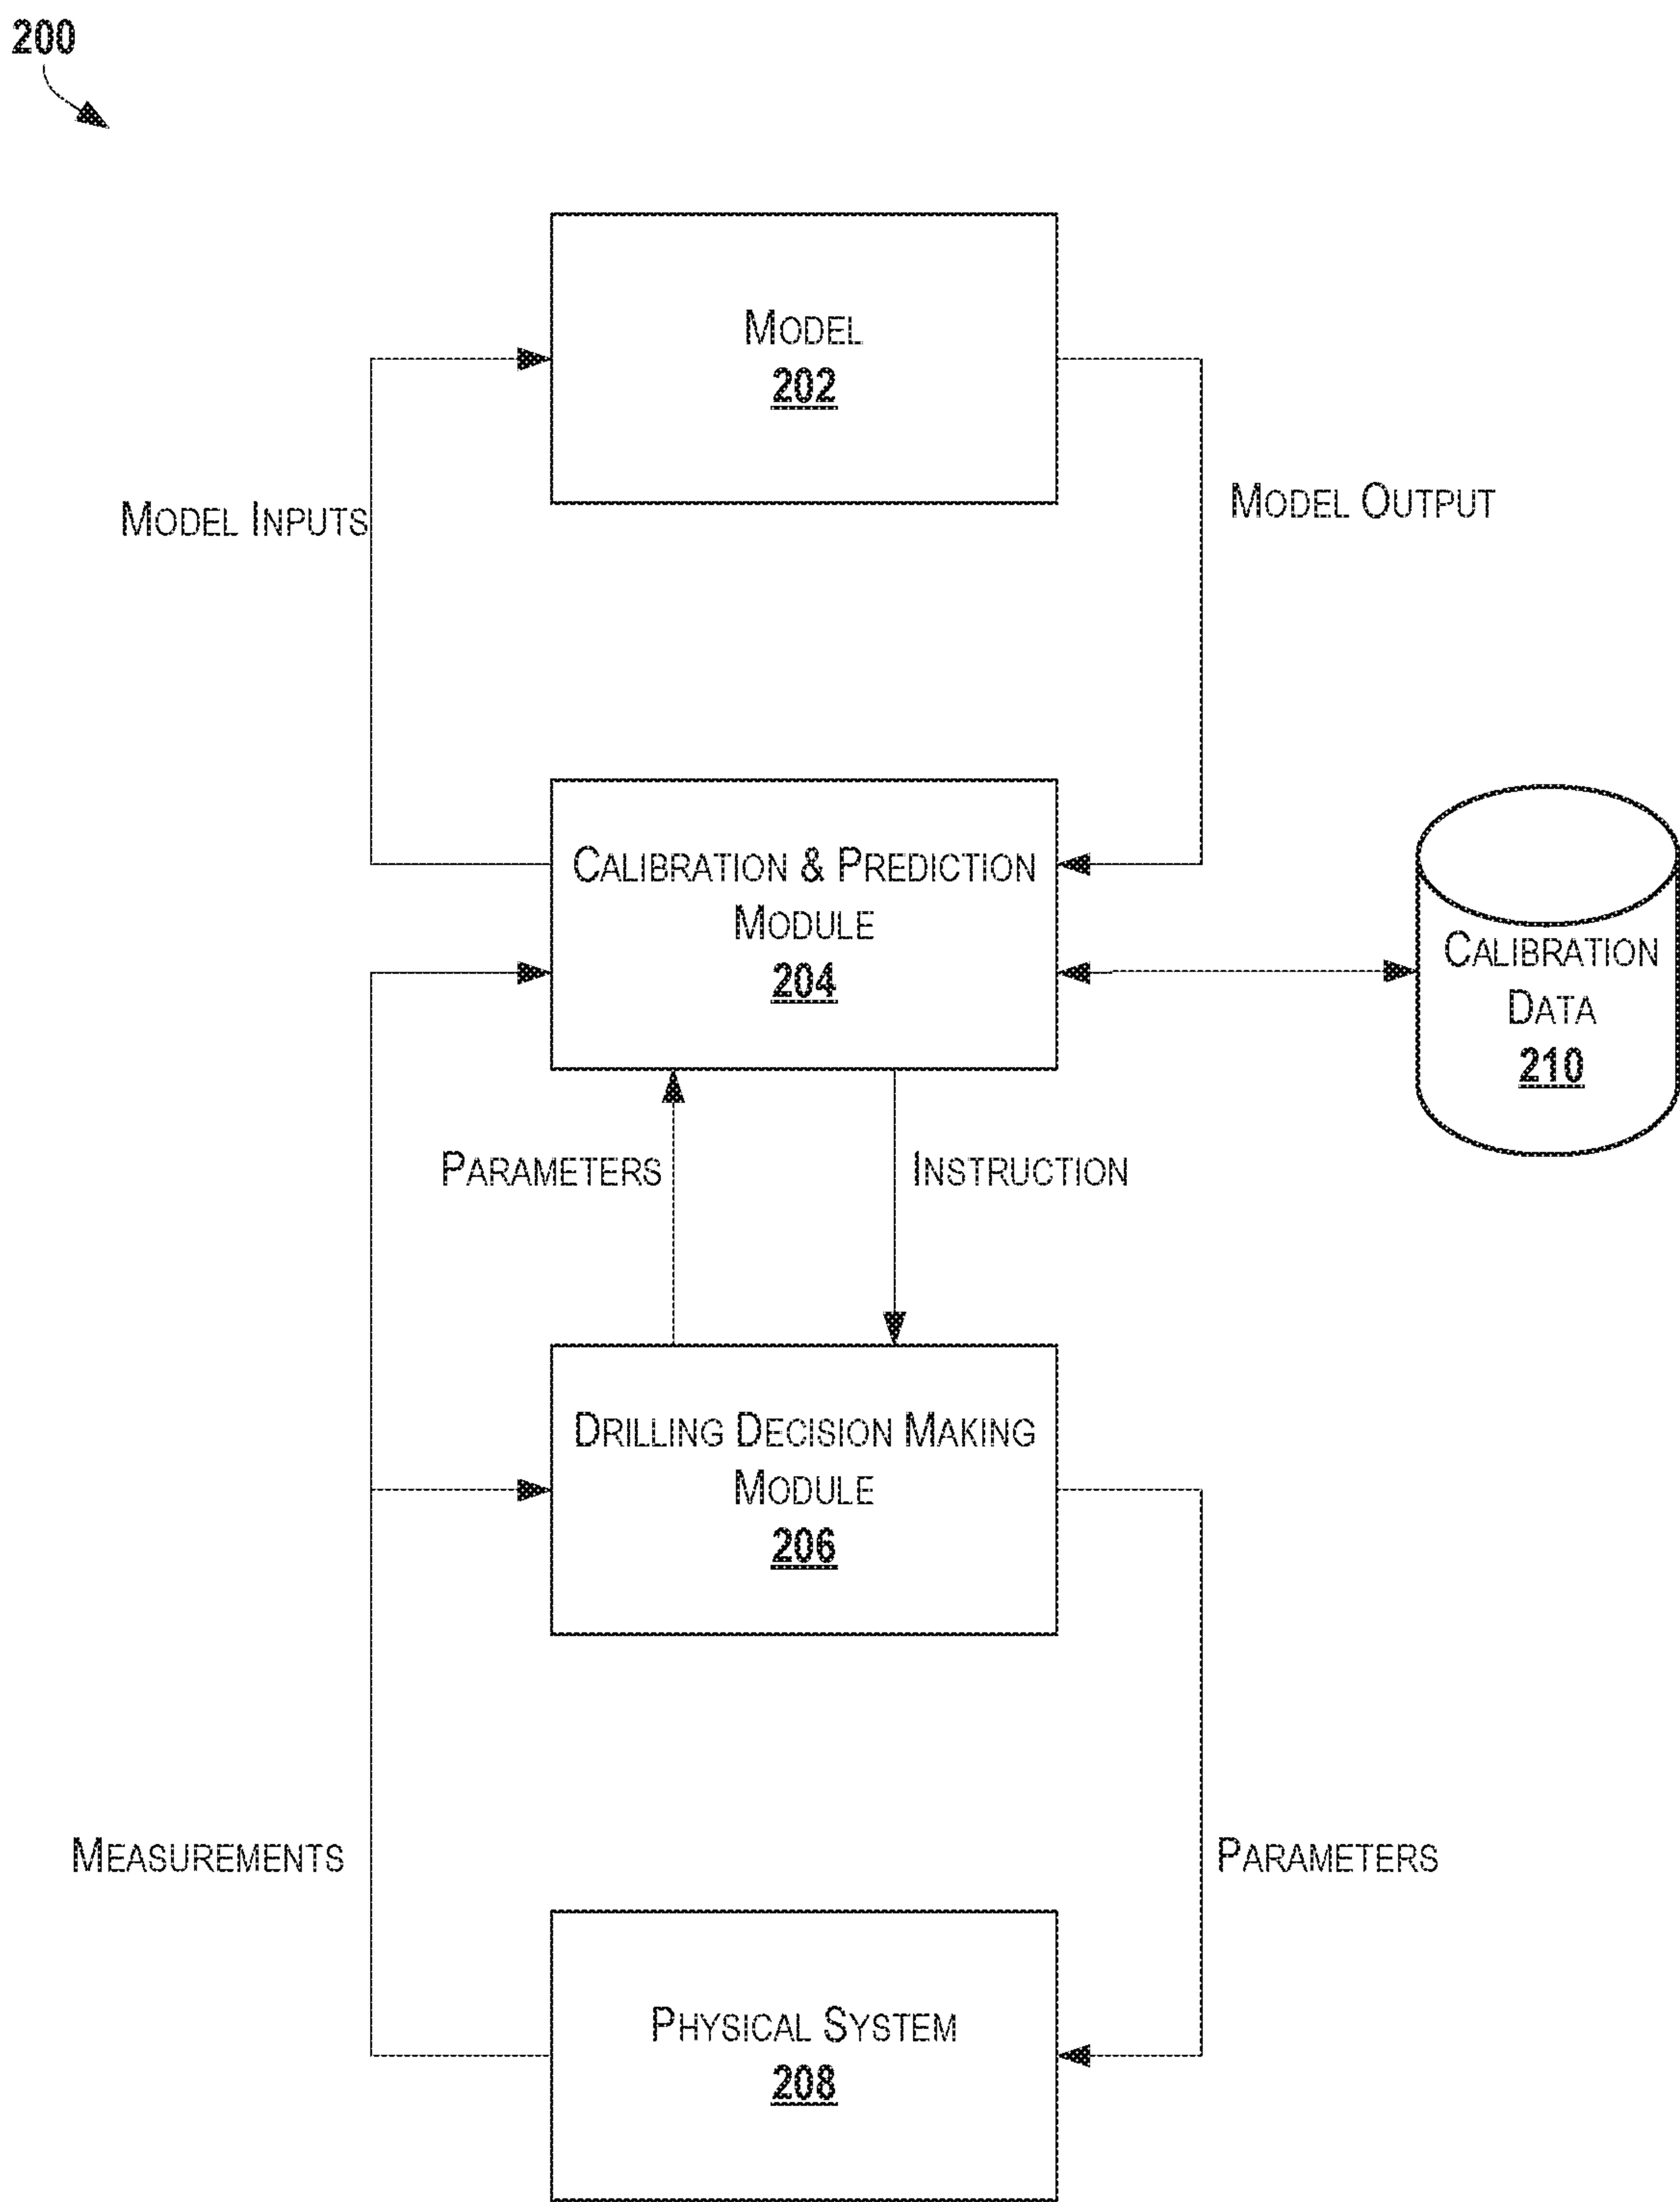 200
MODEL
202
MODEL INPUTS
MODEL OUTPUT
CALIBRATION & PREDICTION
MODULE
204
CALIBRATION
DATA
210
PARAMETERS
INSTRUCTION
DRILLING DECISION MAKING
MODULE
206
MEASUREMENTS
PARAMETERS
PHYSICAL SYSTEM
208